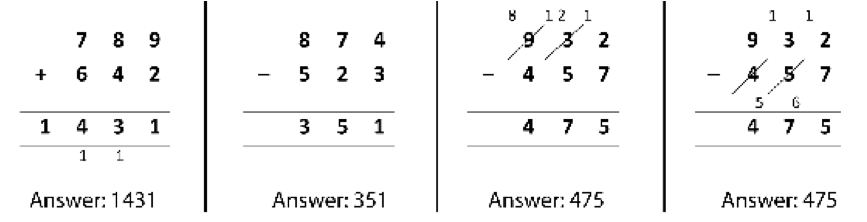 7 8 9
+ 6 4 2
1 4 3 1
1 1
Answer: 1431
8 7 4
− 5 2 3
3 5 1
Answer: 351
8 12 1
9 3 2
− 4 5 7
4 7 5
Answer: 475
1 1
9 3 2
− 4 5 7
5 6
4 7 5
Answer: 475